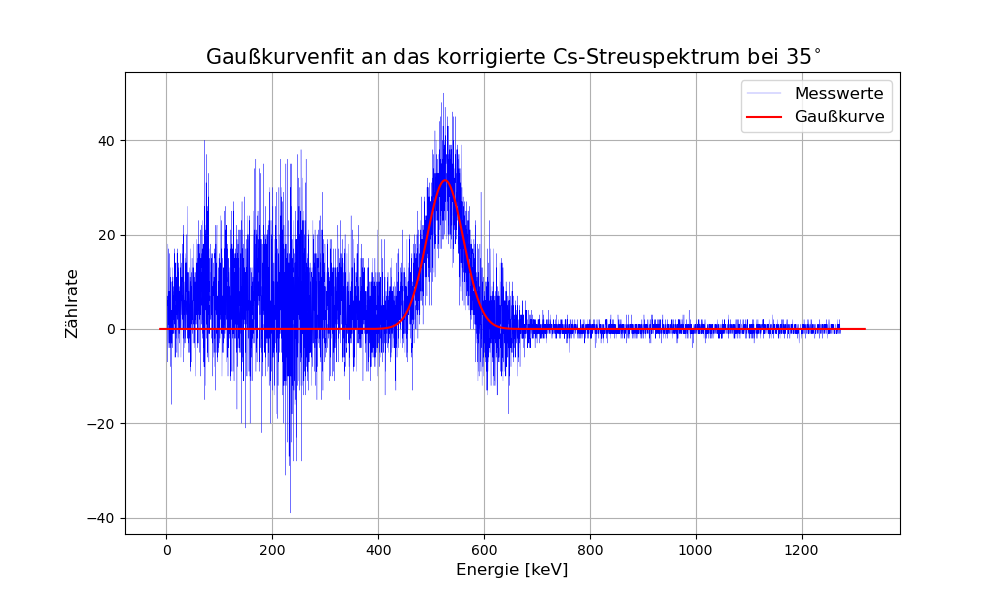 Gaußkurvenfit an das korrigierte Cs-Streuspektrum bei 35°
Messwerte
Gaußkurve
Zählrate
40
20
0
−20
−40
0 200 400 600 800 1000 1200
Energie [keV]